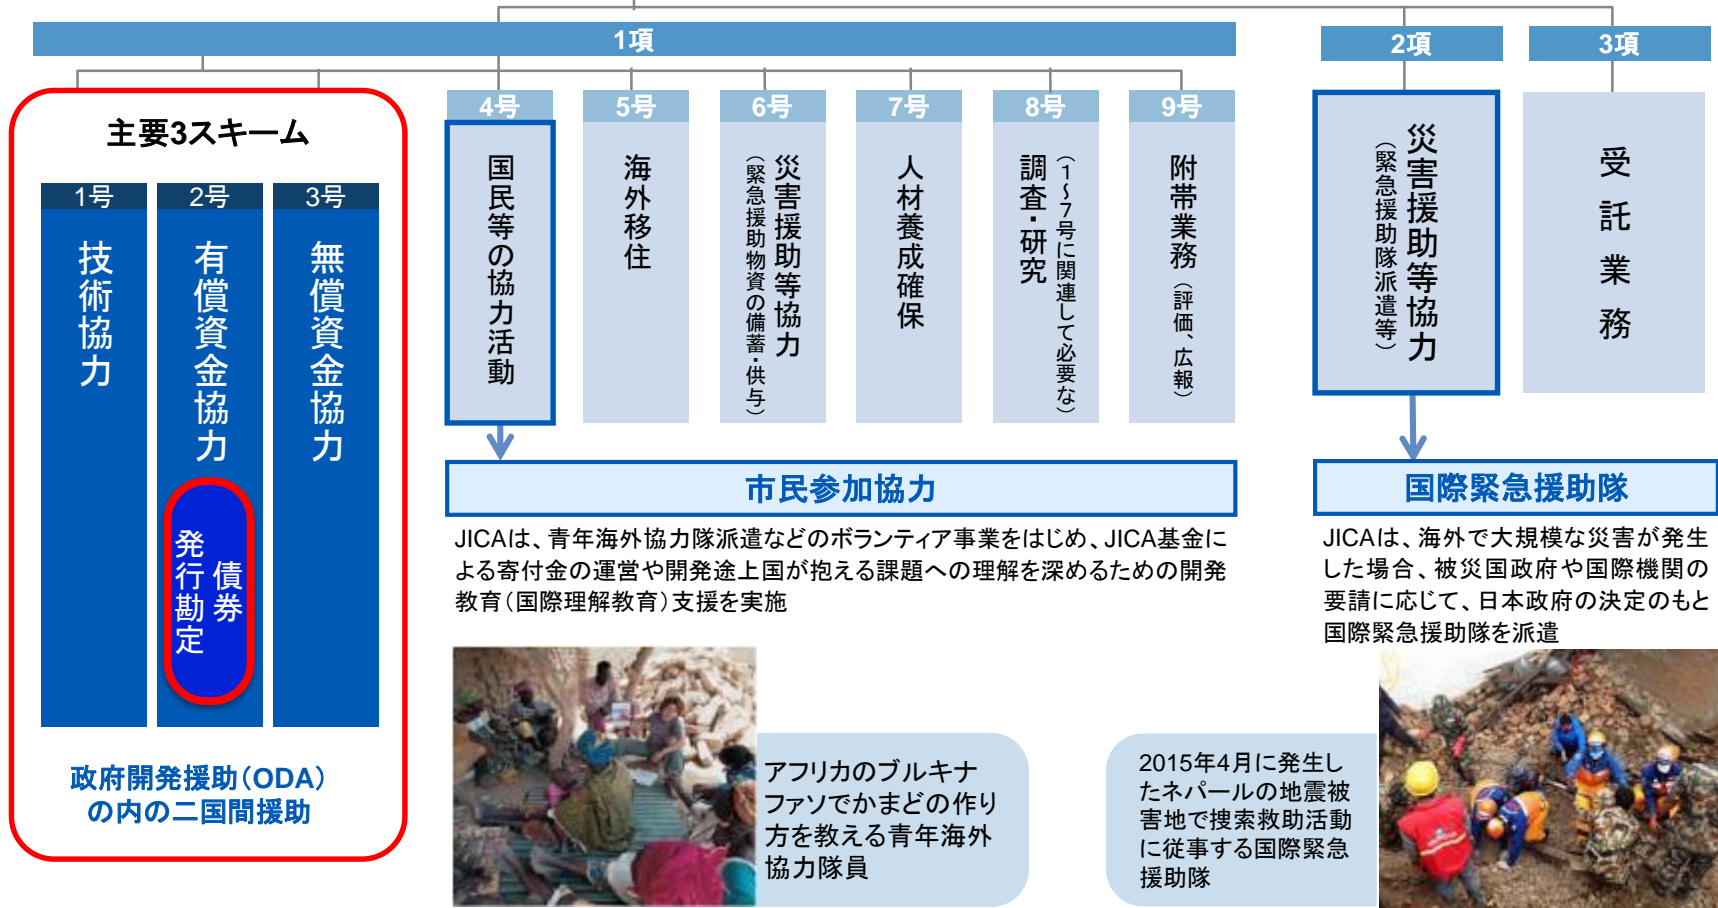 1項
2項
3項
主要3スキーム
1号
技術協力
2号
有償資金協力
債券
発行勘定
3号
無償資金協力
政府開発援助（ODA）
の内の二国間援助
4号
国民等の協力活動
5号
海外移住
6号
災害援助等協力
（緊急援助物資の備蓄・供与）
7号
人材養成確保
8号
（１～７号に関連して必要な）
調査・研究
9号
附帯業務（評価、広報）
災害援助等協力
（緊急援助隊派遣等）
受託業務
市民参加協力
JICAは、青年海外協力隊派遣などのボランティア事業をはじめ、JICA基金に
よる寄付金の運営や開発途上国が抱える課題への理解を深めるための開発
教育（国際理解教育）支援を実施
国際緊急援助隊
JICAは、海外で大規模な災害が発生
した場合、被災国政府や国際機関の
要請に応じて、日本政府の決定のもと
国際緊急援助隊を派遣
アフリカのブルキナ
ファソでかまどの作り
方を教える青年海外
協力隊員
2015年4月に発生し
たネパールの地震被
害地で捜索救助活動
に従事する国際緊急
援助隊